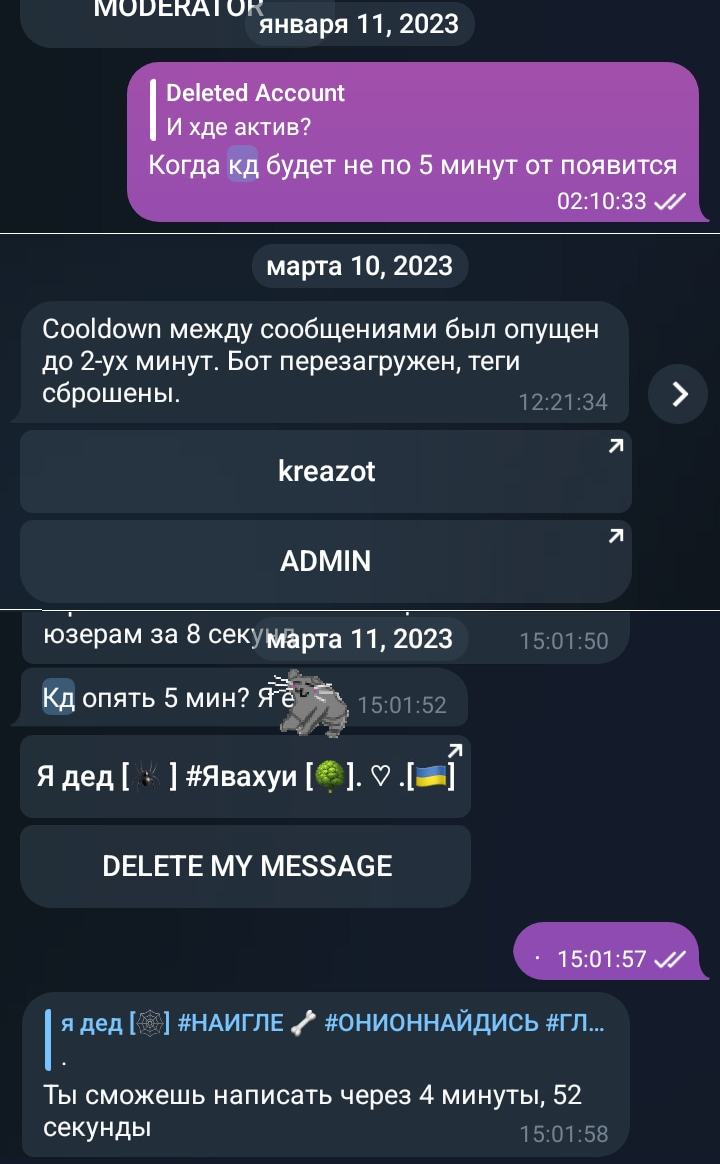 MODERATOR
января 11, 2023
Deleted Account
И хде актив?
Когда кд будет не по 5 минут от появится
02:10:33
марта 10, 2023
Cooldown между сообщениями был опущен
до 2-ух минут. Бот перезагружен, теги
сброшены.
12:21:34
kreazot
ADMIN
юзерам за 8 секунд
марта 11, 2023
15:01:50
Кд опять 5 мин? Я
15:01:52
Я дед [🕷 ] #Явахуи [🌳]. ♡ .[🇺🇦]
DELETE MY MESSAGE
. 15:01:57
я дед [🕸] #НАИГЛЕ 🦴 #ОНИОННАЙДИСЬ #ГЛ...
.
Ты сможешь написать через 4 минуты, 52
секунды
15:01:58